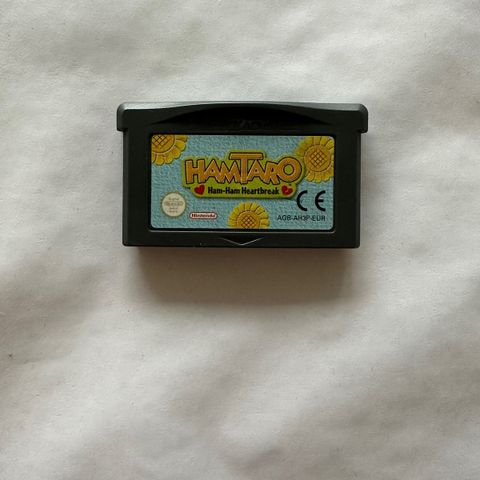 HAMTARO
Ham-Ham Heartbreak
Nintendo
CE
AGB-AH3P-EUR